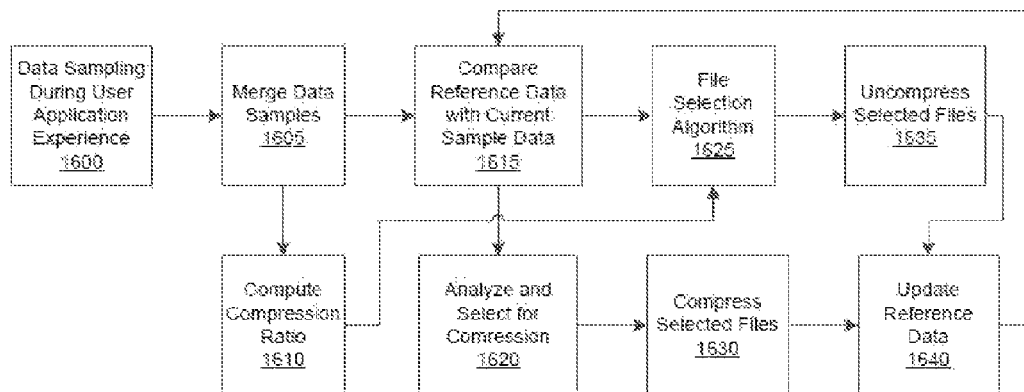 Data Sampling
During User
Application
Experience
1600
Merge Data
Samples
1605
Compare
Reference Data
with Current
Sample Data
1615
File
Selection
Algorithm
1625
Uncompress
Selected Files
1635
Compute
Compression
Ratio
1610
Analyze and
Select for
Comression
1620
Compress
Selected Files
1630
Update
Reference
Data
1640